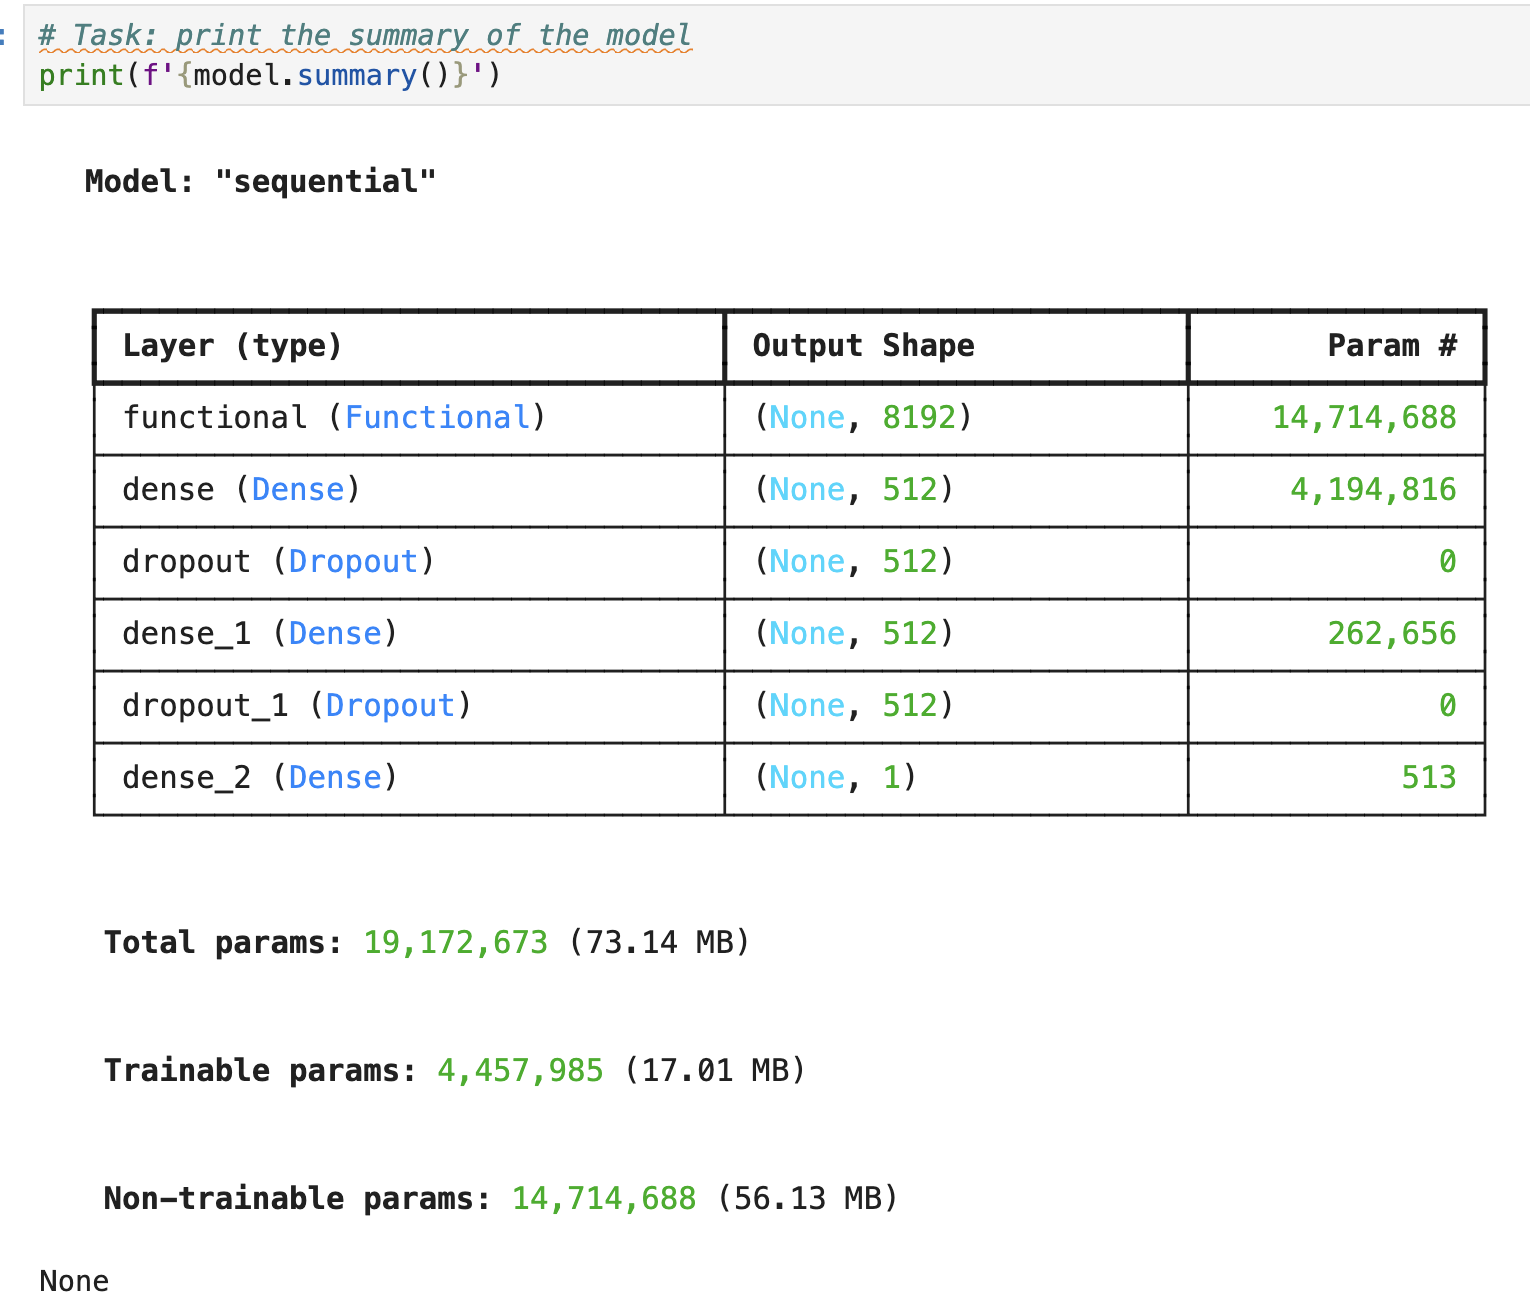 :
# Task: print the summary of the model
print(f'{model.summary()}')
Model: "sequential"
Layer (type) Output Shape Param #
functional (Functional) (None, 8192) 14,714,688
dense (Dense) (None, 512) 4,194,816
dropout (Dropout) (None, 512) 0
dense_1 (Dense) (None, 512) 262,656
dropout_1 (Dropout) (None, 512) 0
dense_2 (Dense) (None, 1) 513
Total params: 19,172,673 (73.14 MB)
Trainable params: 4,457,985 (17.01 MB)
Non-trainable params: 14,714,688 (56.13 MB)
None